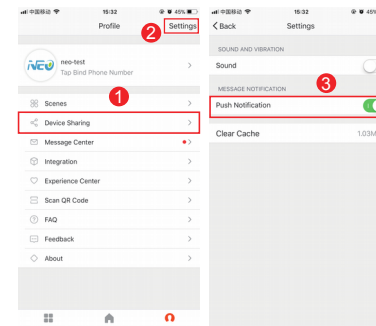 中国移动 15:32 45%
Profile
Settings
2
NEO
neo-test
Tap Bind Phone Number
Scenes
1
Device Sharing
Message Center
Integration
Experience Center
Scan QR Code
FAQ
Feedback
About
中国移动 15:32 45%
Back
Settings
SOUND AND VIBRATION
Sound
MESSAGE NOTIFICATION
3
Push Notification
Clear Cache 1.03M